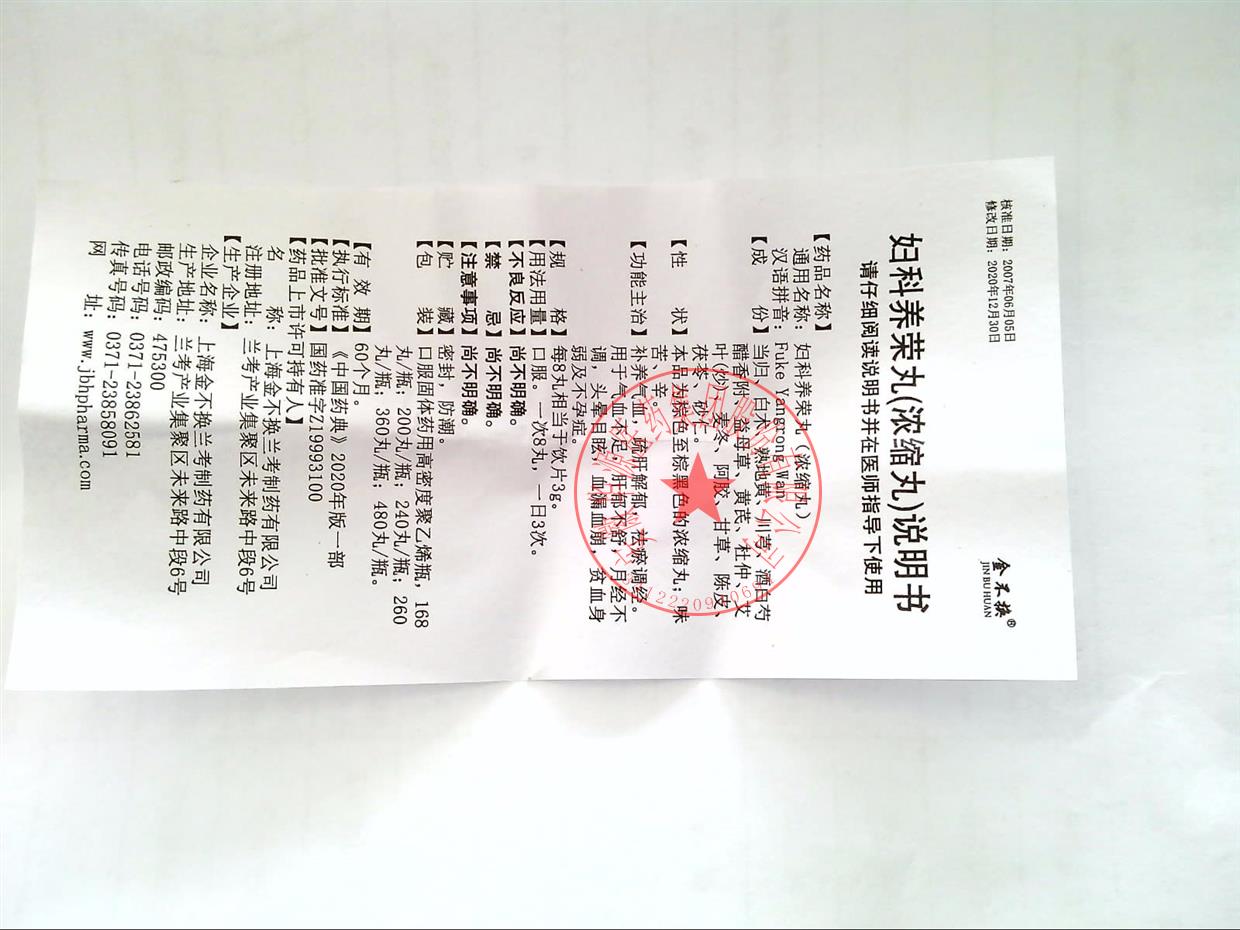 核准日期：2007年06月05日
修改日期：2020年12月30日
金不换®
JIN BU HUAN
妇科养荣丸(浓缩丸)说明书
请仔细阅读说明书并在医师指导下使用
【药品名称】
通用名称：妇科养荣丸（浓缩丸）
汉语拼音：Fuke Yangrong Wan
【成 份】当归、白术、熟地黄、川芎、酒白芍
醋香附、益母草、黄芪、杜仲、艾
叶(炒)、麦冬、阿胶、甘草、陈皮、
茯苓、砂仁。
【性 状】本品为棕色至棕黑色的浓缩丸；味
苦、辛。
【功能主治】补养气血，疏肝解郁，祛瘀调经。
用于气血不足，肝郁不舒，月经不
调，头晕目眩，血漏血崩，贫血身
弱及不孕症。
【规 格】每8丸相当于饮片3g。
【用法用量】口服。一次8丸，一日3次。
【不良反应】尚不明确。
【禁 忌】尚不明确。
【注意事项】尚不明确。
【贮 藏】密封，防潮。
【包 装】口服固体药用高密度聚乙烯瓶，168
丸/瓶；200丸/瓶；240丸/瓶；260
丸/瓶；360丸/瓶；480丸/瓶。
【有 效 期】60个月。
【执行标准】《中国药典》2020年版一部
【批准文号】国药准字Z19993100
【药品上市许可持有人】
名 称：上海金不换兰考制药有限公司
注册地址：兰考产业集聚区未来路中段6号
【生产企业】
企业名称：上海金不换兰考制药有限公司
生产地址：兰考产业集聚区未来路中段6号
邮政编码：475300
电话号码：0371-23862581
传真号码：0371-23858091
网 址：www.jbhpharma.com